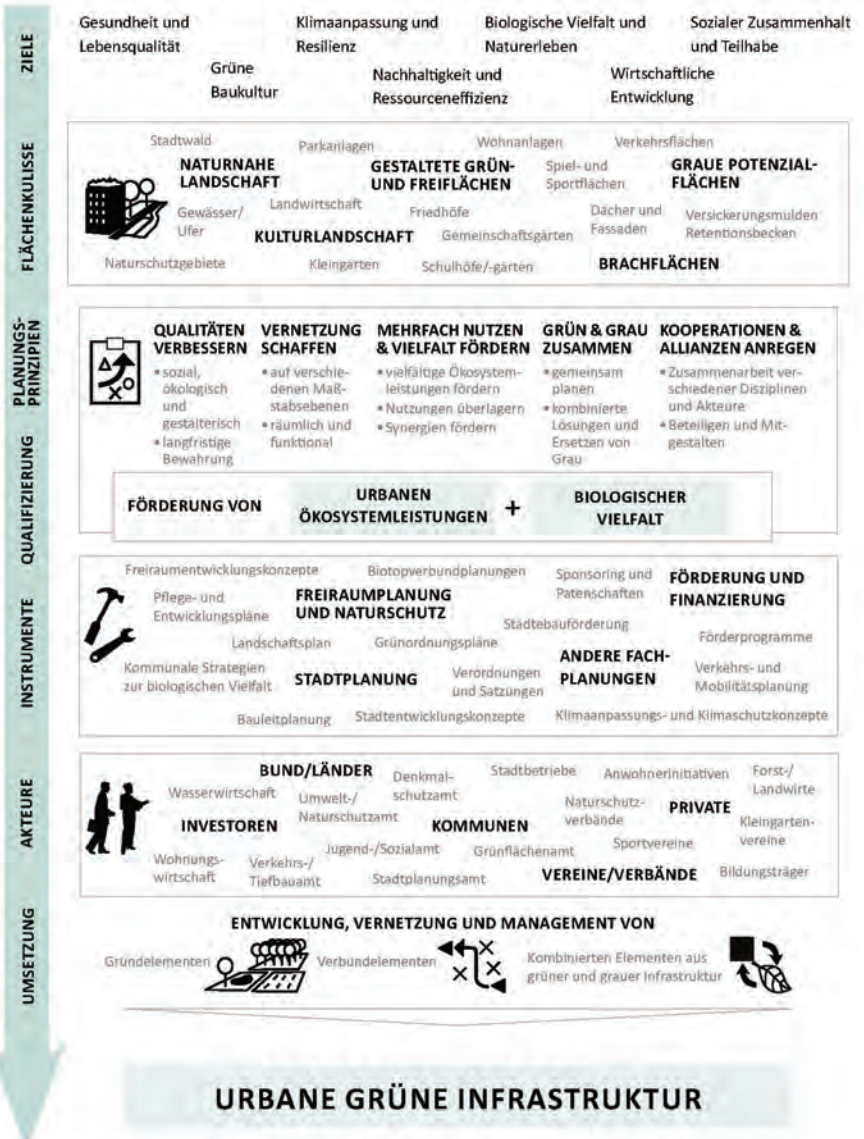 ZIELE
Gesundheit und
Lebensqualität
Klimaanpassung und
Resilienz
Biologische Vielfalt und
Naturerleben
Sozialer Zusammenhalt
und Teilhabe
Grüne
Baukultur
Nachhaltigkeit und
Ressourceneffizienz
Wirtschaftliche
Entwicklung
FLÄCHENKULISSE
Stadtwald
Parkanlagen
Wohnanlagen
Verkehrsflächen
NATURNAHE
LANDSCHAFT
GESTALTETE GRÜN-
UND FREIFLÄCHEN
Spiel- und
Sportflächen
GRAUE POTENZIAL-
FLÄCHEN
Gewässer/
Ufer
Landwirtschaft
Friedhöfe
Dächer und
Fassaden
Versickerungsmulden
Retentionsbecken
KULTURLANDSCHAFT
Gemeinschaftsgärten
Naturschutzgebiete
Kleingärten
Schulhöfe/-gärten
BRACHFLÄCHEN
PLANUNGS-
PRINZIPIEN
QUALITÄTEN
VERBESSERN
• sozial,
ökologisch
und
gestalterisch
• langfristige
Bewahrung
VERNETZUNG
SCHAFFEN
• auf verschie-
denen Maß-
stabsebenen
• räumlich und
funktional
MEHRFACH NUTZEN
& VIELFALT FÖRDERN
• vielfältige Ökosystem-
leistungen fördern
• Nutzungen überlagern
• Synergien fördern
GRÜN & GRAU
ZUSAMMEN
• gemeinsam
planen
• kombinierte
Lösungen und
Ersetzen von
Grau
KOOPERATIONEN &
ALLIANZEN ANREGEN
• Zusammenarbeit ver-
schiedener Disziplinen
und Akteure
• Beteiligen und Mit-
gestalten
QUALIFIZIERUNG
FÖRDERUNG VON
URBANEN
ÖKOSYSTEMLEISTUNGEN
+
BIOLOGISCHER
VIELFALT
INSTRUMENTE
Freiraumentwicklungskonzepte
Biotopverbundplanungen
Sponsoring und
Patenschaften
FÖRDERUNG UND
FINANZIERUNG
Pflege- und
Entwicklungspläne
FREIRAUMPLANUNG
UND NATURSCHUTZ
Städtebauförderung
Landschaftsplan
Grünordnungspläne
Förderprogramme
Kommunale Strategien
zur biologischen Vielfalt
STADTPLANUNG
Verordnungen
und Satzungen
ANDERE FACH-
PLANUNGEN
Verkehrs- und
Mobilitätsplanung
Bauleitplanung
Stadtentwicklungskonzepte
Klimaanpassungs- und Klimaschutzkonzepte
AKTEURE
BUND/LÄNDER
Denkmal-
schutzamt
Stadtbetriebe
Anwohnerinitiativen
Forst-/
Landwirte
Wasserwirtschaft
Umwelt-/
Naturschutzamt
Naturschutz-
verbände
PRIVATE
INVESTOREN
KOMMUNEN
Kleingarten-
vereine
Jugend-/Sozialamt
Grünflächenamt
Sportvereine
Wohnungs-
wirtschaft
Verkehrs-/
Tiefbauamt
Stadtplanungsamt
VEREINE/VERBÄNDE
Bildungsträger
UMSETZUNG
ENTWICKLUNG, VERNETZUNG UND MANAGEMENT VON
Grünelementen
Verbundelementen
Kombinierten Elementen aus
grüner und grauer Infrastruktur
URBANE GRÜNE INFRASTRUKTUR